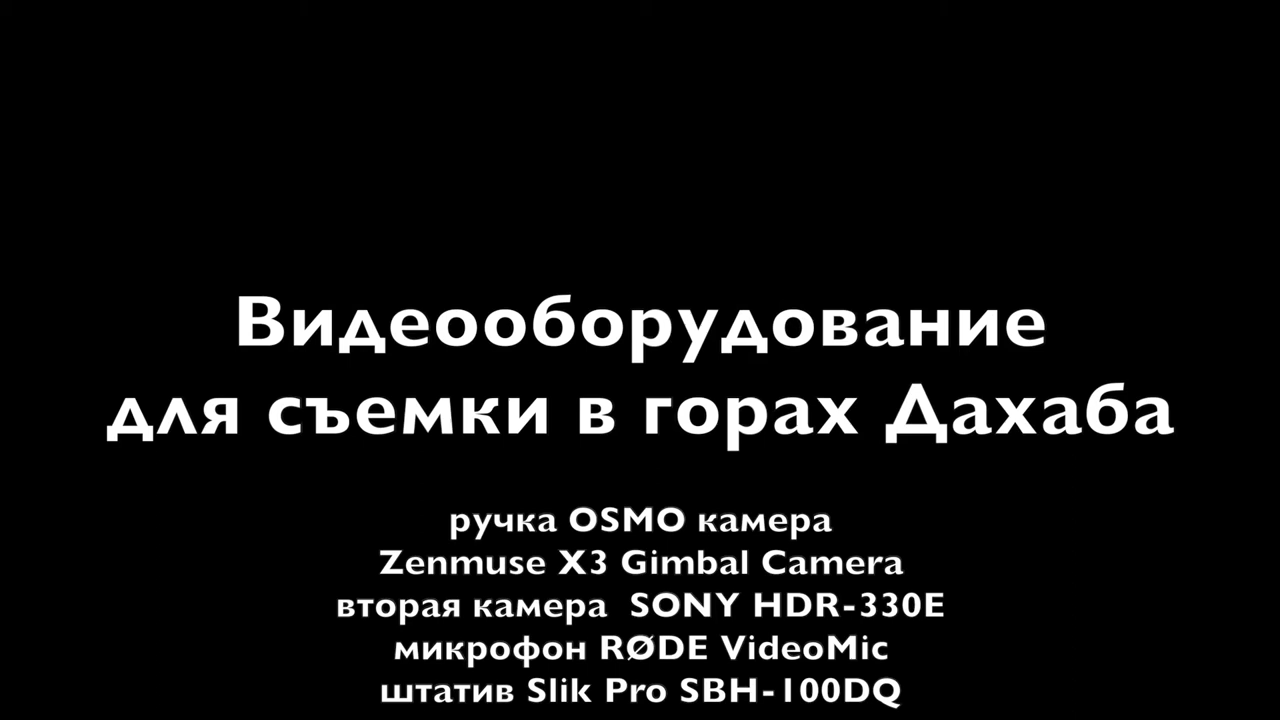 Видеооборудование
для съемки в горах Дахаба
ручка OSMO камера
Zenmuse X3 Gimbal Camera
вторая камера  SONY HDR-330E
микрофон RØDE VideoMic
штатив Slik Pro SBH-100DQ